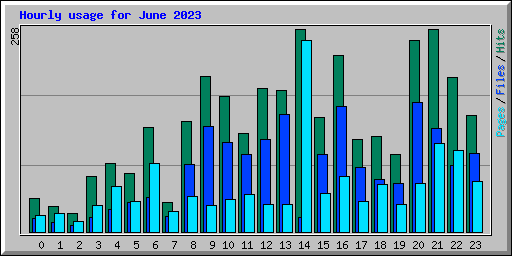 Hourly usage for June 2023
258
Pages/Files/Hits
0 1 2 3 4 5 6 7 8 9 10 11 12 13 14 15 16 17 18 19 20 21 22 23